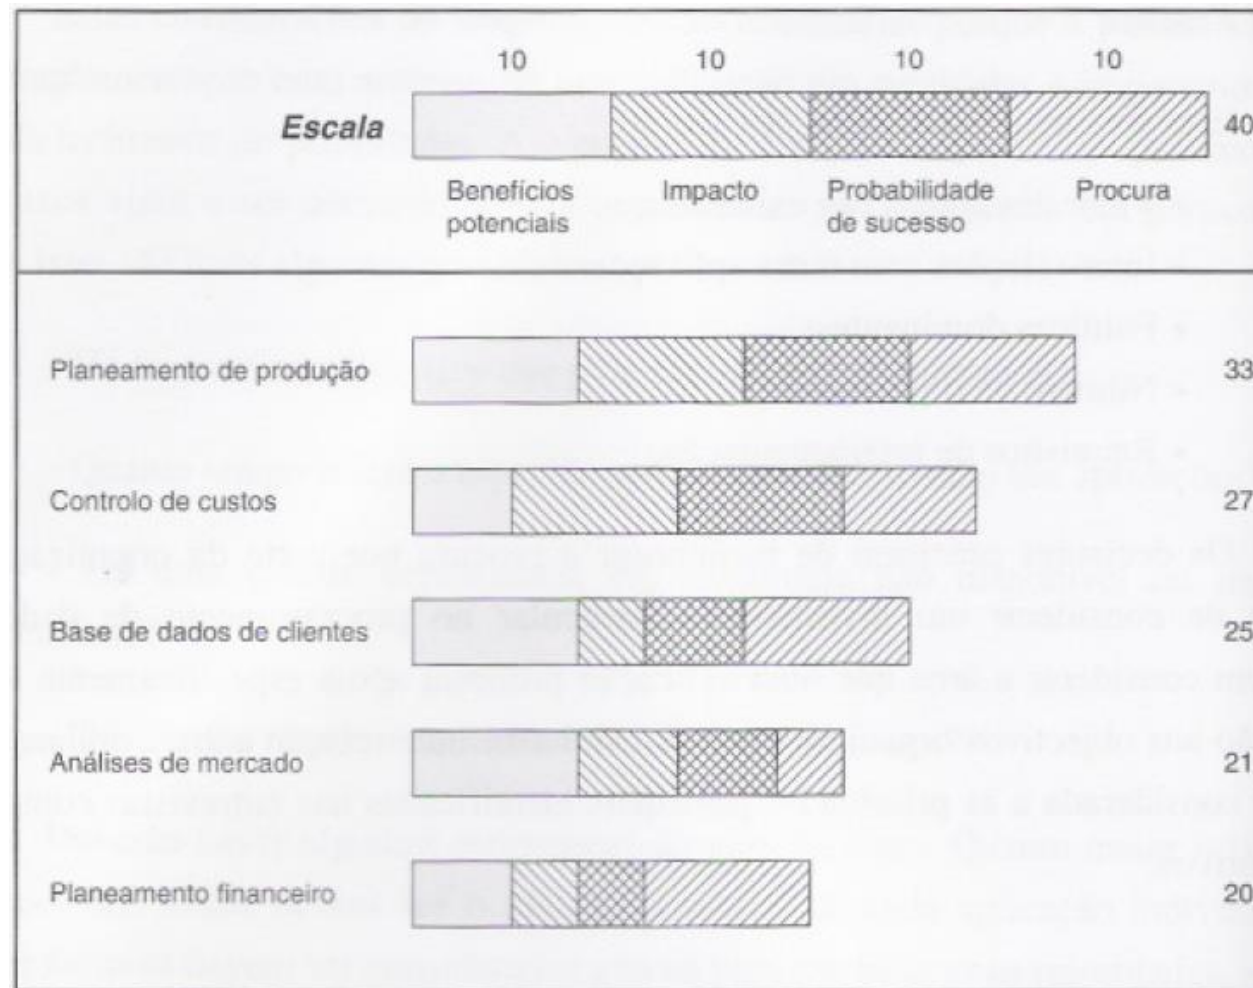 10 10 10 10
Escala 40
Benefícios Impacto Probabilidade Procura
potenciais de sucesso
Planeamento de produção 33
Controlo de custos 27
Base de dados de clientes 25
Análises de mercado 21
Planeamento financeiro 20